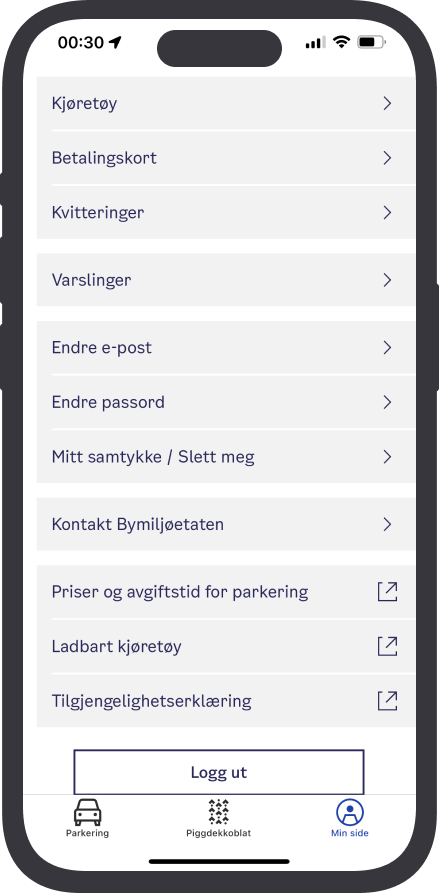 00:30
Kjøretøy
Betalingskort
Kvitteringer
Varslinger
Endre e-post
Endre passord
Mitt samtykke / Slett meg
Kontakt Bymiljøetaten
Priser og avgiftstid for parkering
Ladbart kjøretøy
Tilgjengelighetserklæring
Logg ut
Parkering Piggdekkoblat Min side